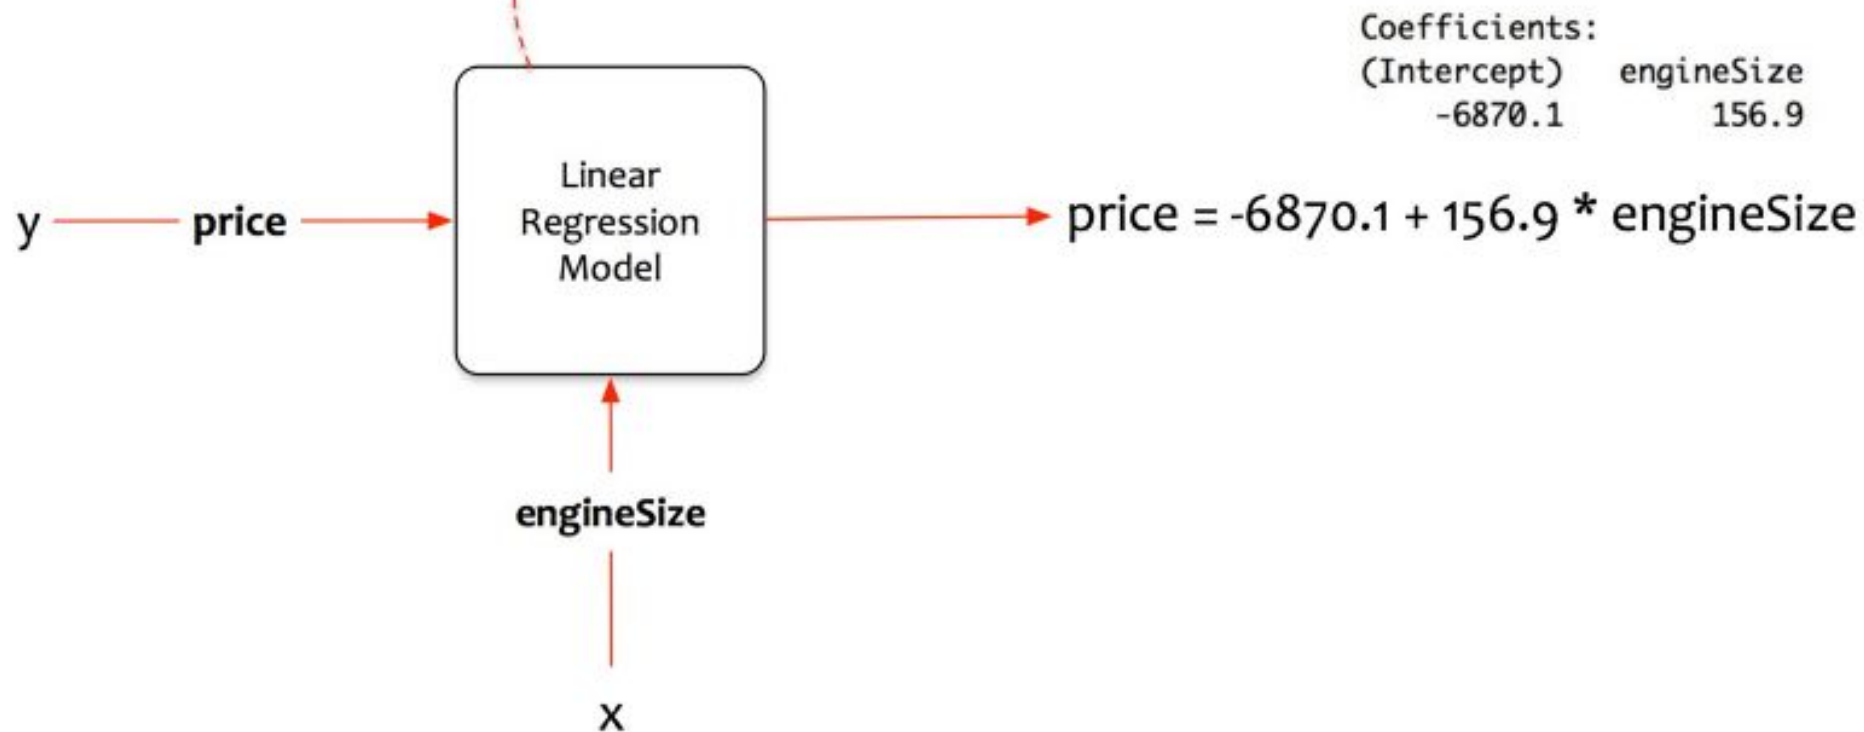 Coefficients:
(Intercept) engineSize
-6870.1 156.9
y
price
Linear
Regression
Model
price = -6870.1 + 156.9 * engineSize
engineSize
x